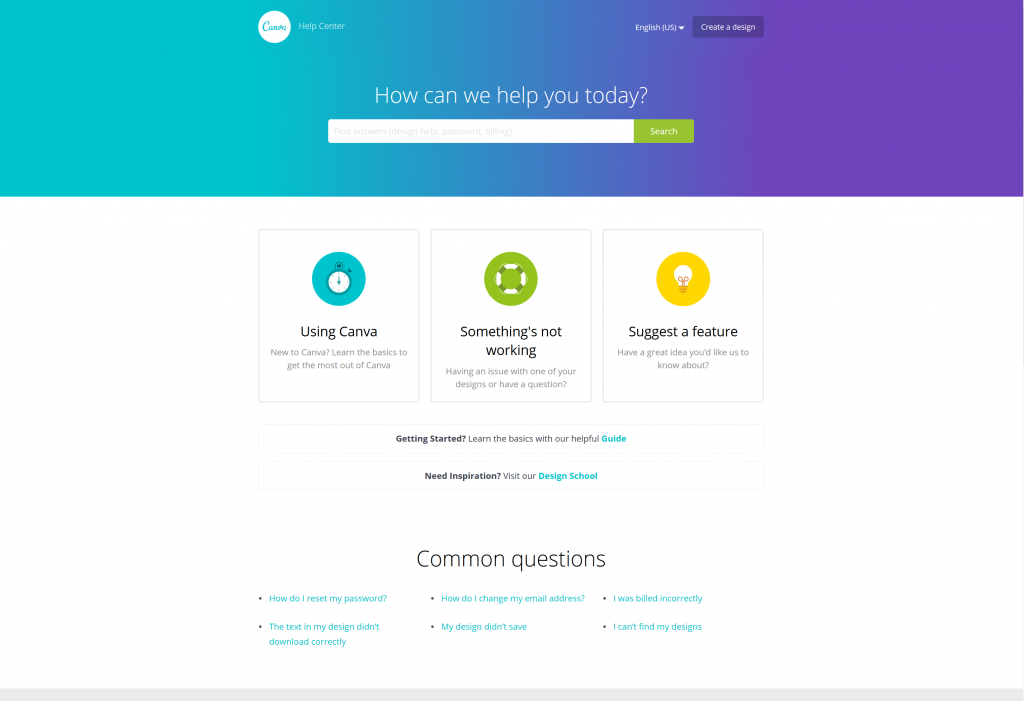 Canva
Help Center
English (US)
Create a design
How can we help you today?
Find answers (design help, password, billing)
Search
Using Canva
New to Canva? Learn the basics to
get the most out of Canva
Something's not
working
Having an issue with one of your
designs or have a question?
Suggest a feature
Have a great idea you'd like us to
know about?
Getting Started? Learn the basics with our helpful Guide
Need Inspiration? Visit our Design School
Common questions
How do I reset my password?
How do I change my email address?
I was billed incorrectly
The text in my design didn't
download correctly
My design didn't save
I can't find my designs